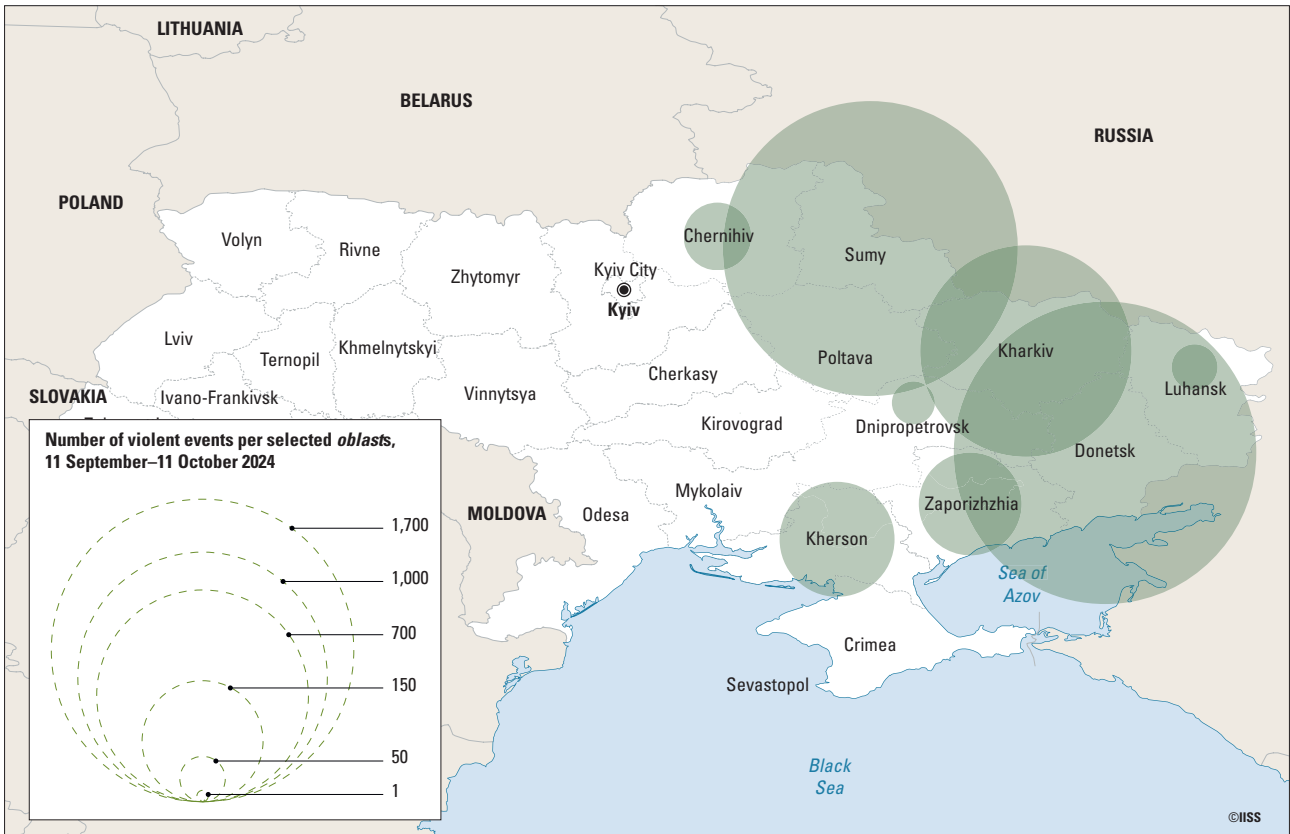 LITHUANIA
BELARUS
RUSSIA
POLAND
Volyn
Rivne
Zhytomyr
Kyiv City
Kyiv
Chernihiv
Sumy
Lviv
Ternopil
Khmelnytskyi
Cherkasy
Poltava
Kharkiv
Luhansk
SLOVAKIA
Ivano-Frankivsk
Vinnytsya
Kirovograd
Dnipropetrovsk
Donetsk
Mykolaiv
Zaporizhzhia
MOLDOVA
Odesa
Kherson
Sea of
Azov
Crimea
Sevastopol
Black
Sea
Number of violent events per selected oblasts,
11 September–11 October 2024
1,700
1,000
700
150
50
1
©IISS